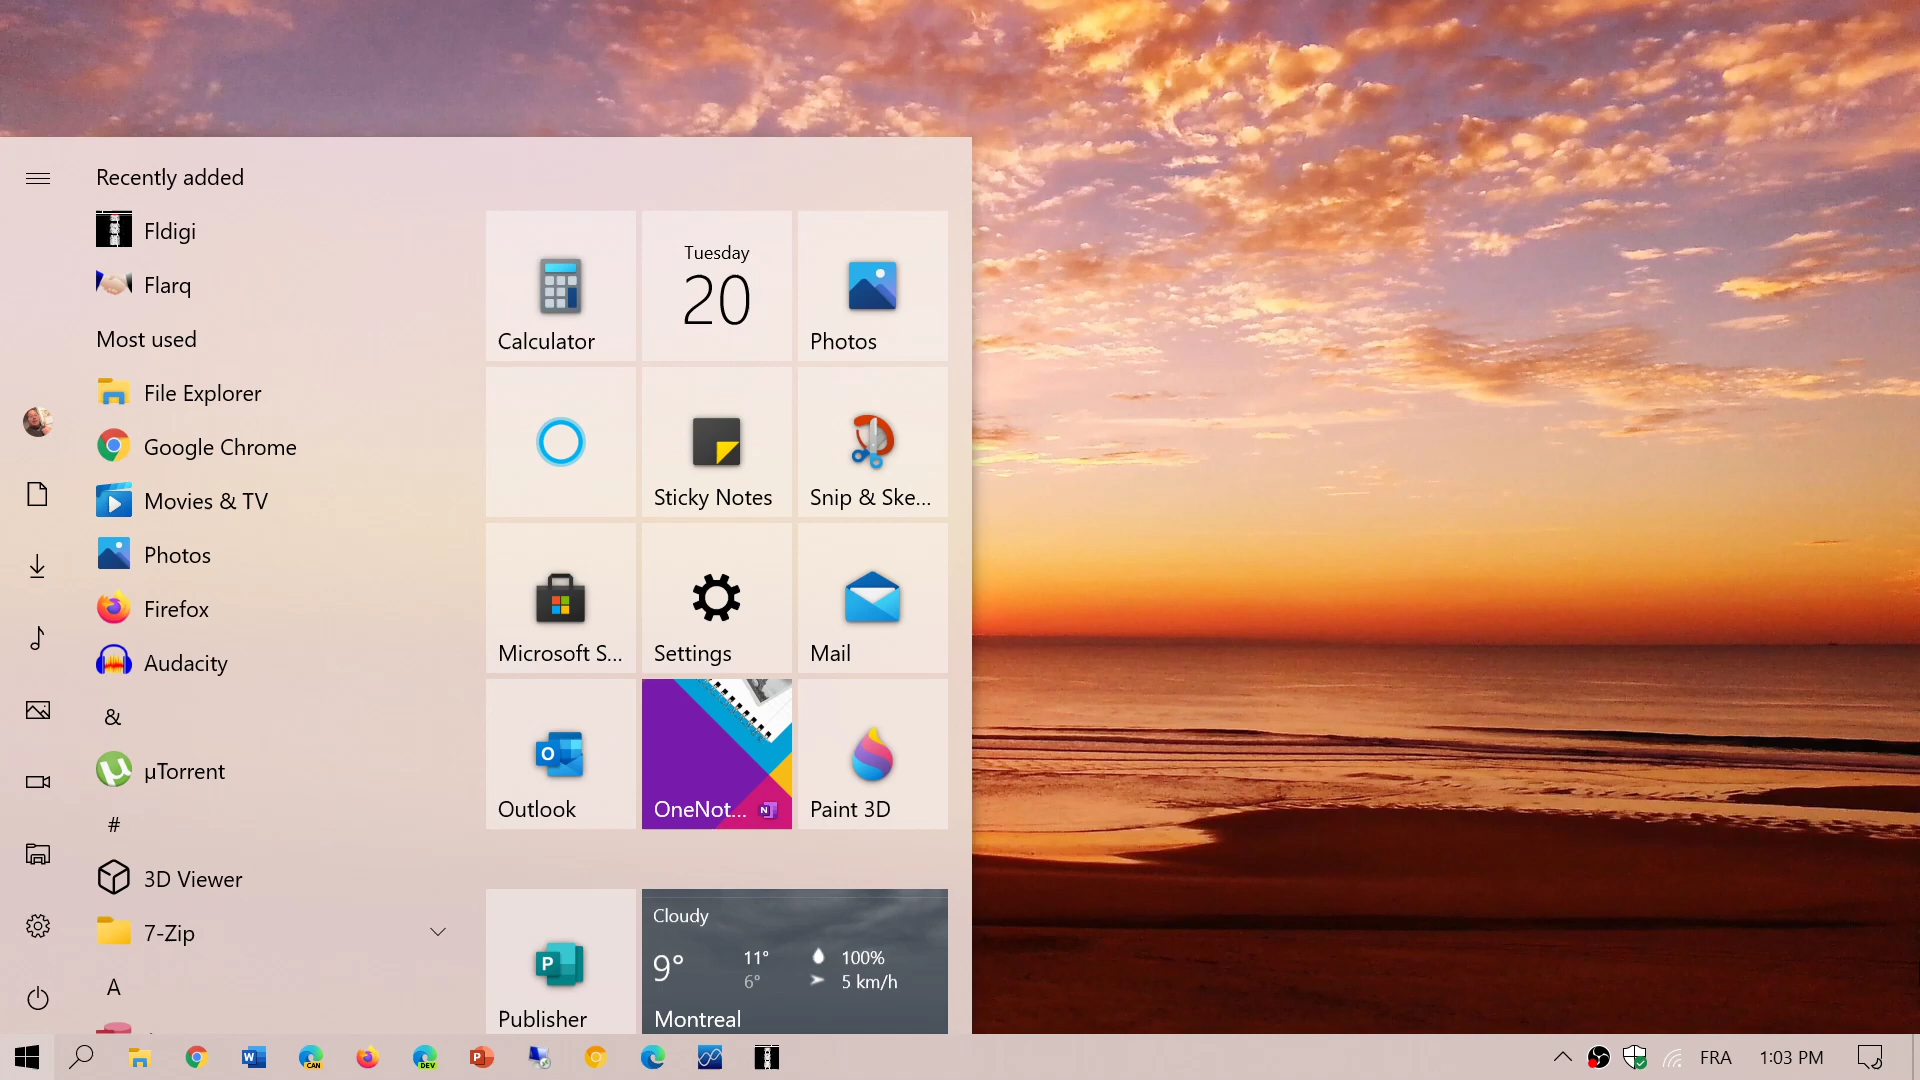 Recently added
Fldigi
Flarq
Most used
File Explorer
Google Chrome
Movies & TV
Photos
Firefox
Audacity
&
µTorrent
#
3D Viewer
7-Zip
A
Calculator
Tuesday
20
Photos
Sticky Notes
Snip & Ske...
Microsoft S...
Settings
Mail
Outlook
OneNot...
N
Paint 3D
P
Publisher
Cloudy
9°
11°
6°
100%
5 km/h
Montreal
W
CAN
DEV
P
FRA
1:03 PM